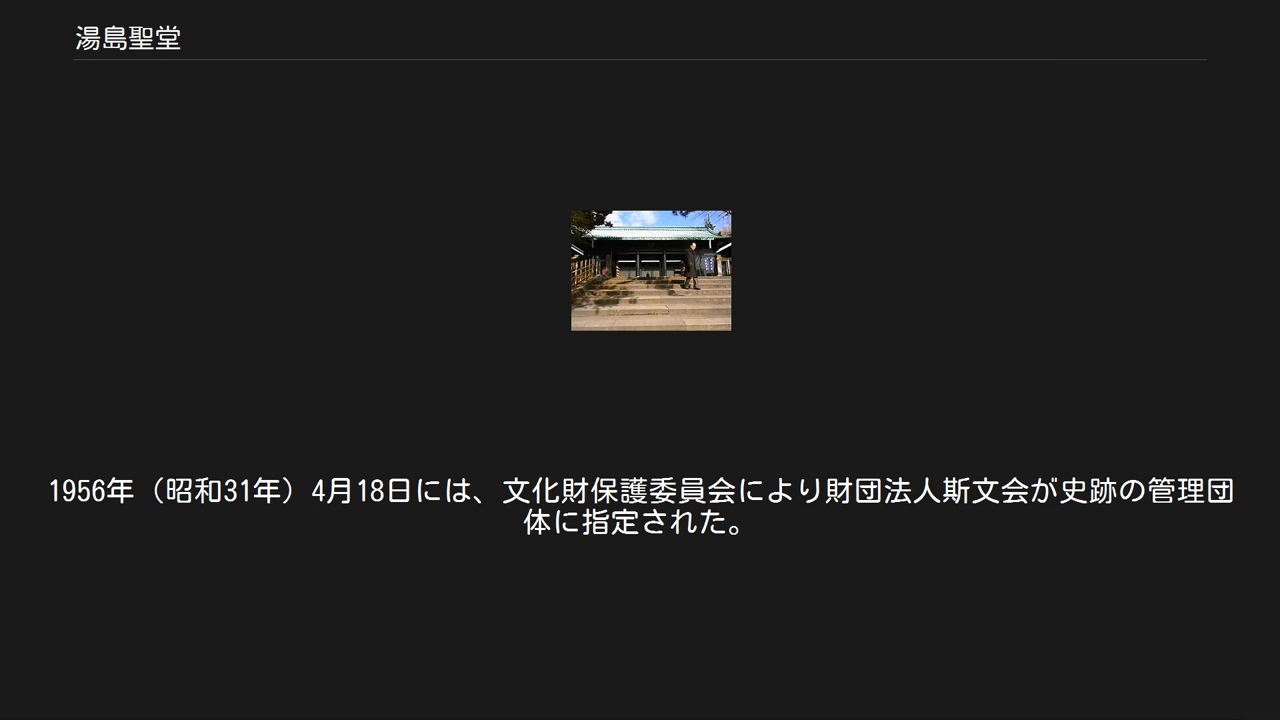 湯島聖堂
1956年（昭和31年）4月18日には、文化財保護委員会により財団法人斯文会が史跡の管理団
体に指定された。